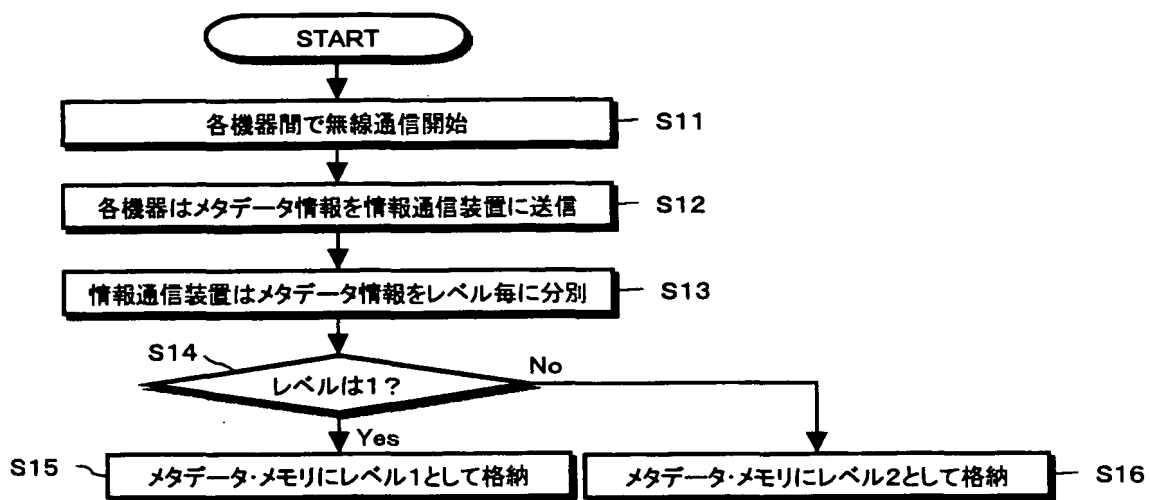 START
各機器間で無線通信開始
S11
各機器はメタデータ情報を情報通信装置に送信
S12
情報通信装置はメタデータ情報をレベル毎に分別
S13
S14
レベルは1?
No
Yes
S15
メタデータ・メモリにレベル1として格納
メタデータ・メモリにレベル2として格納
S16